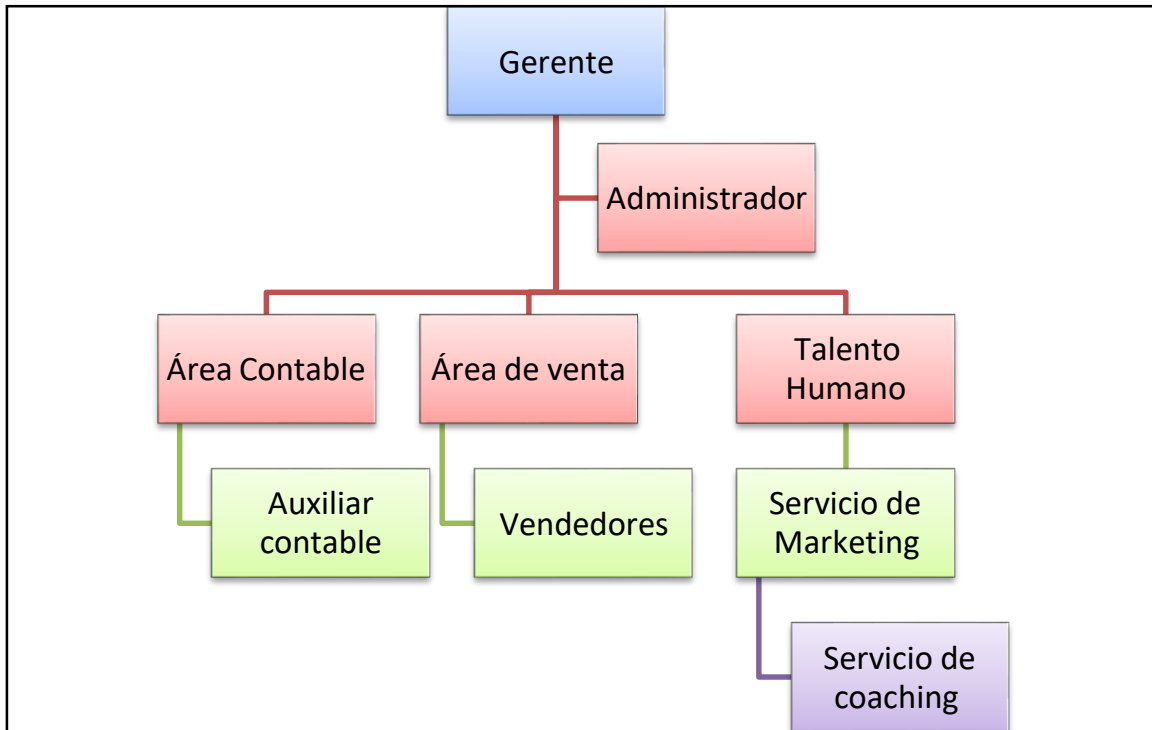 Gerente
Administrador
Área Contable
Área de venta
Talento
Humano
Auxiliar
contable
Vendedores
Servicio de
Marketing
Servicio de
coaching